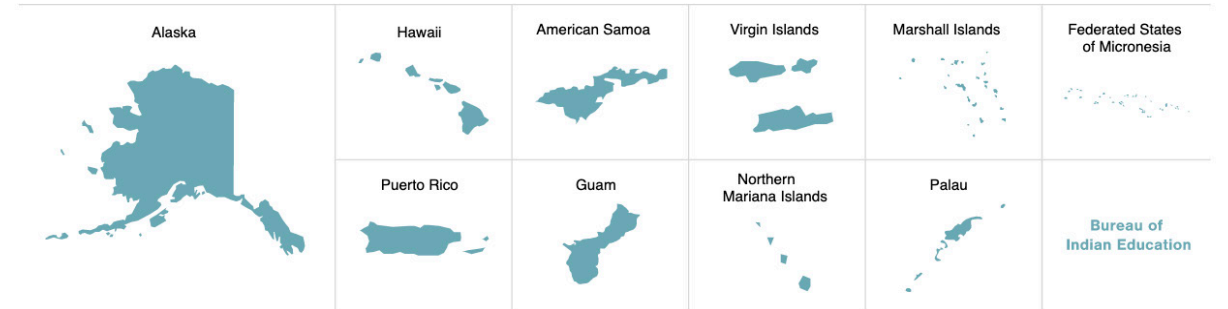 Alaska
Hawaii
American Samoa
Virgin Islands
Marshall Islands
Federated States
of Micronesia
Puerto Rico
Guam
Northern
Mariana Islands
Palau
Bureau of
Indian Education